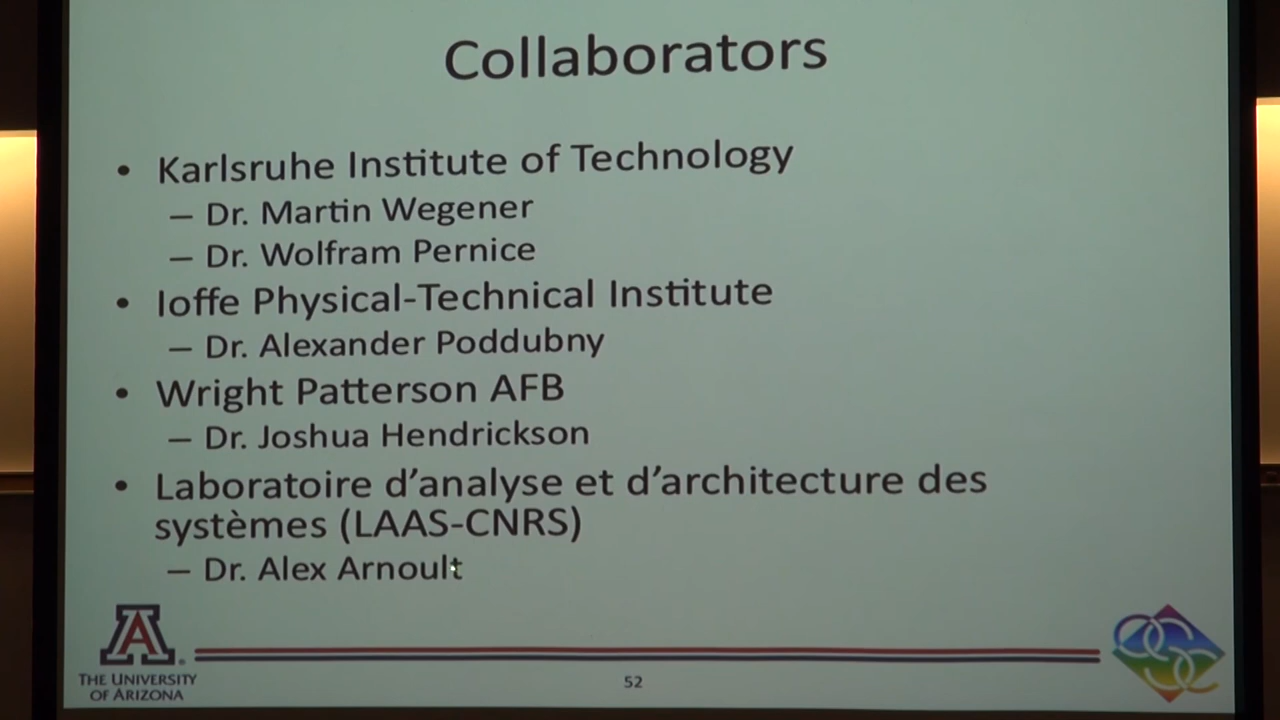 Collaborators
• Karlsruhe Institute of Technology
– Dr. Martin Wegener
– Dr. Wolfram Pernice
• Ioffe Physical-Technical Institute
– Dr. Alexander Poddubny
• Wright Patterson AFB
– Dr. Joshua Hendrickson
• Laboratoire d’analyse et d’architecture des
systèmes (LAAS-CNRS)
– Dr. Alex Arnoult
A
THE UNIVERSITY
OF ARIZONA
52
OSC